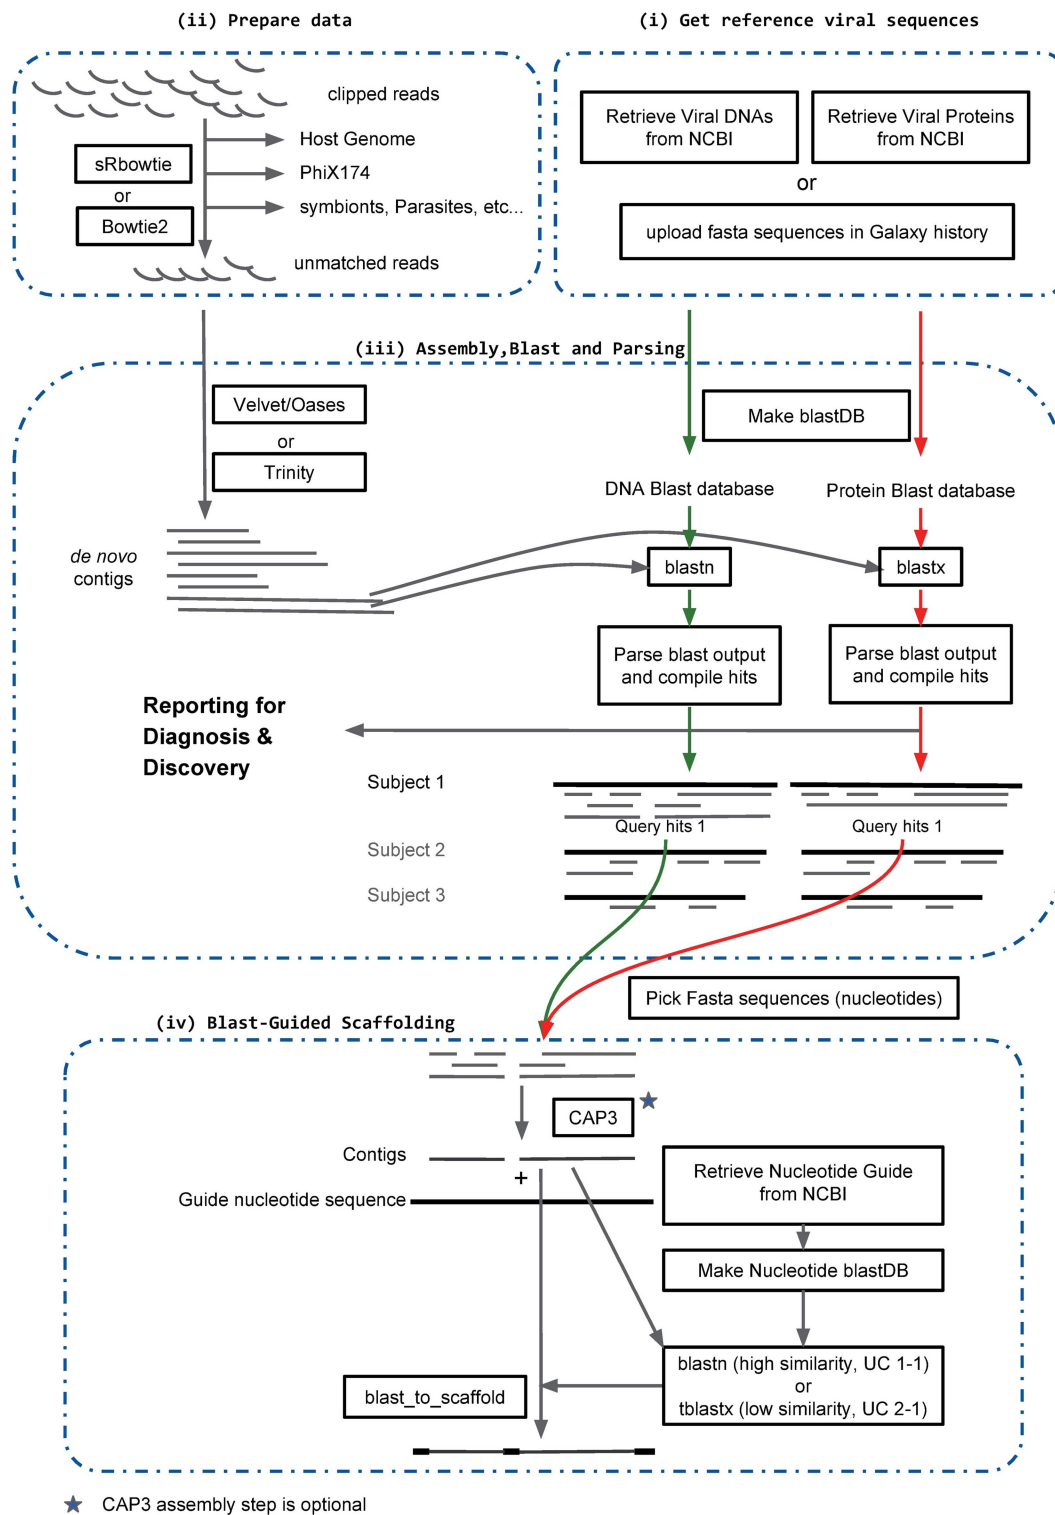 (ii) Prepare data
(i) Get reference viral sequences
clipped reads
Host Genome
PhiX174
symbionts, Parasites, etc...
sRbowtie
or
Bowtie2
unmatched reads
Retrieve Viral DNAs
from NCBI
Retrieve Viral Proteins
from NCBI
or
upload fasta sequences in Galaxy history
(iii) Assembly,Blast and Parsing
Velvet/Oases
or
Trinity
Make blastDB
DNA Blast database
Protein Blast database
de novo
contigs
blastn
blastx
Parse blast output
and compile hits
Parse blast output
and compile hits
Reporting for
Diagnosis &
Discovery
Subject 1
Query hits 1
Query hits 1
Subject 2
Subject 3
Pick Fasta sequences (nucleotides)
(iv) Blast-Guided Scaffolding
CAP3
Contigs
+
Guide nucleotide sequence
Retrieve Nucleotide Guide
from NCBI
Make Nucleotide blastDB
blastn (high similarity, UC 1-1)
or
tblastx (low similarity, UC 2-1)
blast_to_scaffold
CAP3 assembly step is optional